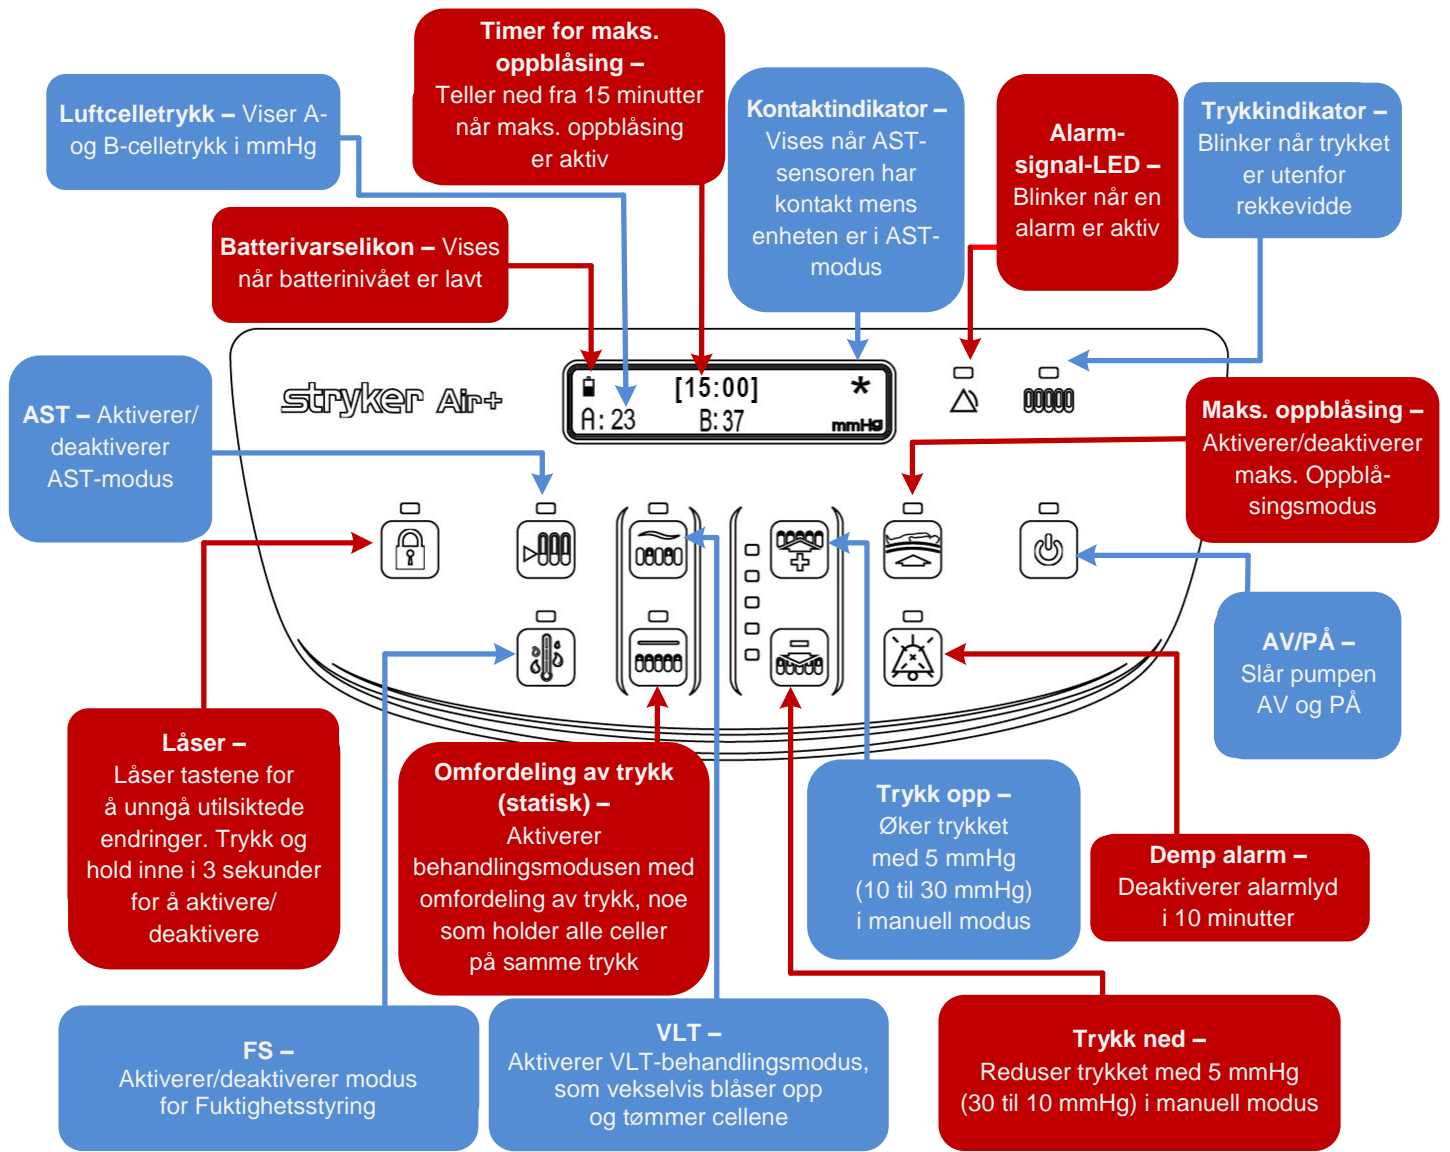 Timer for maks.
oppblåsing –
Teller ned fra 15 minutter
når maks. oppblåsing
er aktiv
Luftcelletrykk – Viser A-
og B-celletrykk i mmHg
Kontaktindikator –
Vises når AST-
sensoren har
kontakt mens
enheten er i AST-
modus
Alarm-
signal-LED –
Blinker når en
alarm er aktiv
Trykkindikator –
Blinker når trykket
er utenfor
rekkevidde
Batterivarselikon – Vises
når batterinivået er lavt
stryker Air+
[15:00]
*
A: 23
B: 37
mmHg
AST – Aktiverer/
deaktiverer
AST-modus
Maks. oppblåsing –
Aktiverer/deaktiverer
maks. Oppblå-
singsmodus
AV/PÅ –
Slår pumpen
AV og PÅ
Låser –
Låser tastene for
å unngå utilsiktede
endringer. Trykk og
hold inne i 3 sekunder
for å aktivere/
deaktivere
Omfordeling av trykk
(statisk) –
Aktiverer
behandlingsmodusen med
omfordeling av trykk, noe
som holder alle celler
på samme trykk
Trykk opp –
Øker trykket
med 5 mmHg
(10 til 30 mmHg)
i manuell modus
Demp alarm –
Deaktiverer alarmlyd
i 10 minutter
FS –
Aktiverer/deaktiverer modus
for Fuktighetsstyring
VLT –
Aktiverer VLT-behandlingsmodus,
som vekselvis blåser opp
og tømmer cellene
Trykk ned –
Reduser trykket med 5 mmHg
(30 til 10 mmHg) i manuell modus